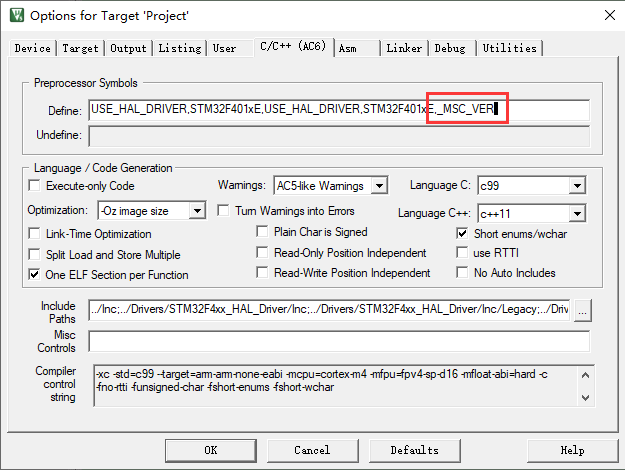 Options for Target 'Project'
Device Target Output Listing User C/C++ (AC6) Asm Linker Debug Utilities
Preprocessor Symbols
Define: USE_HAL_DRIVER,STM32F401xE,USE_HAL_DRIVER,STM32F401xE,_MSC_VER
Undefine:
Language / Code Generation
Execute-only Code Warnings: AC5-like Warnings Language C: c99
Optimization: -Oz image size Turn Warnings into Errors Language C++: c++11
Link-Time Optimization Plain Char is Signed Short enums/wchar
Split Load and Store Multiple Read-Only Position Independent use RTTI
One ELF Section per Function Read-Write Position Independent No Auto Includes
Include Paths ../Inc;../Drivers/STM32F4xx_HAL_Driver/Inc;../Drivers/STM32F4xx_HAL_Driver/Inc/Legacy;../Driv ...
Misc Controls
Compiler control string -xc -std=c99 --target=arm-arm-none-eabi -mcpu=cortex-m4 -mfpu=fpv4-sp-d16 -mfloat-abi=hard -c
-fno-rtti -funsigned-char -fshort-enums -fshort-wchar
OK Cancel Defaults Help